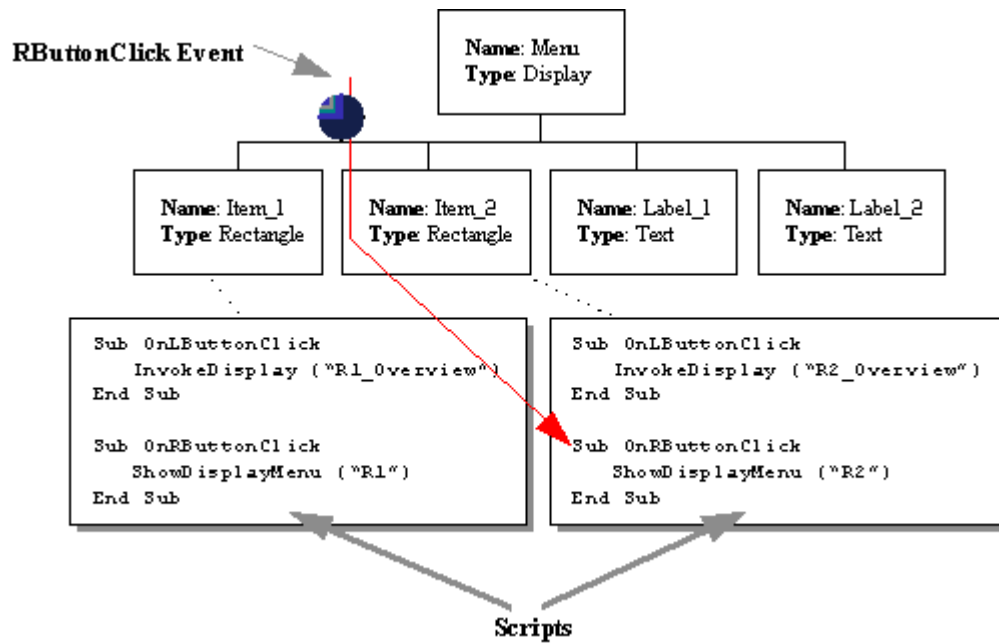 RButtonClick Event
Name: Menu
Type: Display
Name: Item_1
Type: Rectangle
Name: Item_2
Type: Rectangle
Name: Label_1
Type: Text
Name: Label_2
Type: Text
Sub OnLButtonClick
InvokeDisplay ("R1_Overview")
End Sub
Sub OnRButtonClick
ShowDisplayMenu ("R1")
End Sub
Sub OnLButtonClick
InvokeDisplay ("R2_Overview")
End Sub
Sub OnRButtonClick
ShowDisplayMenu ("R2")
End Sub
Scripts